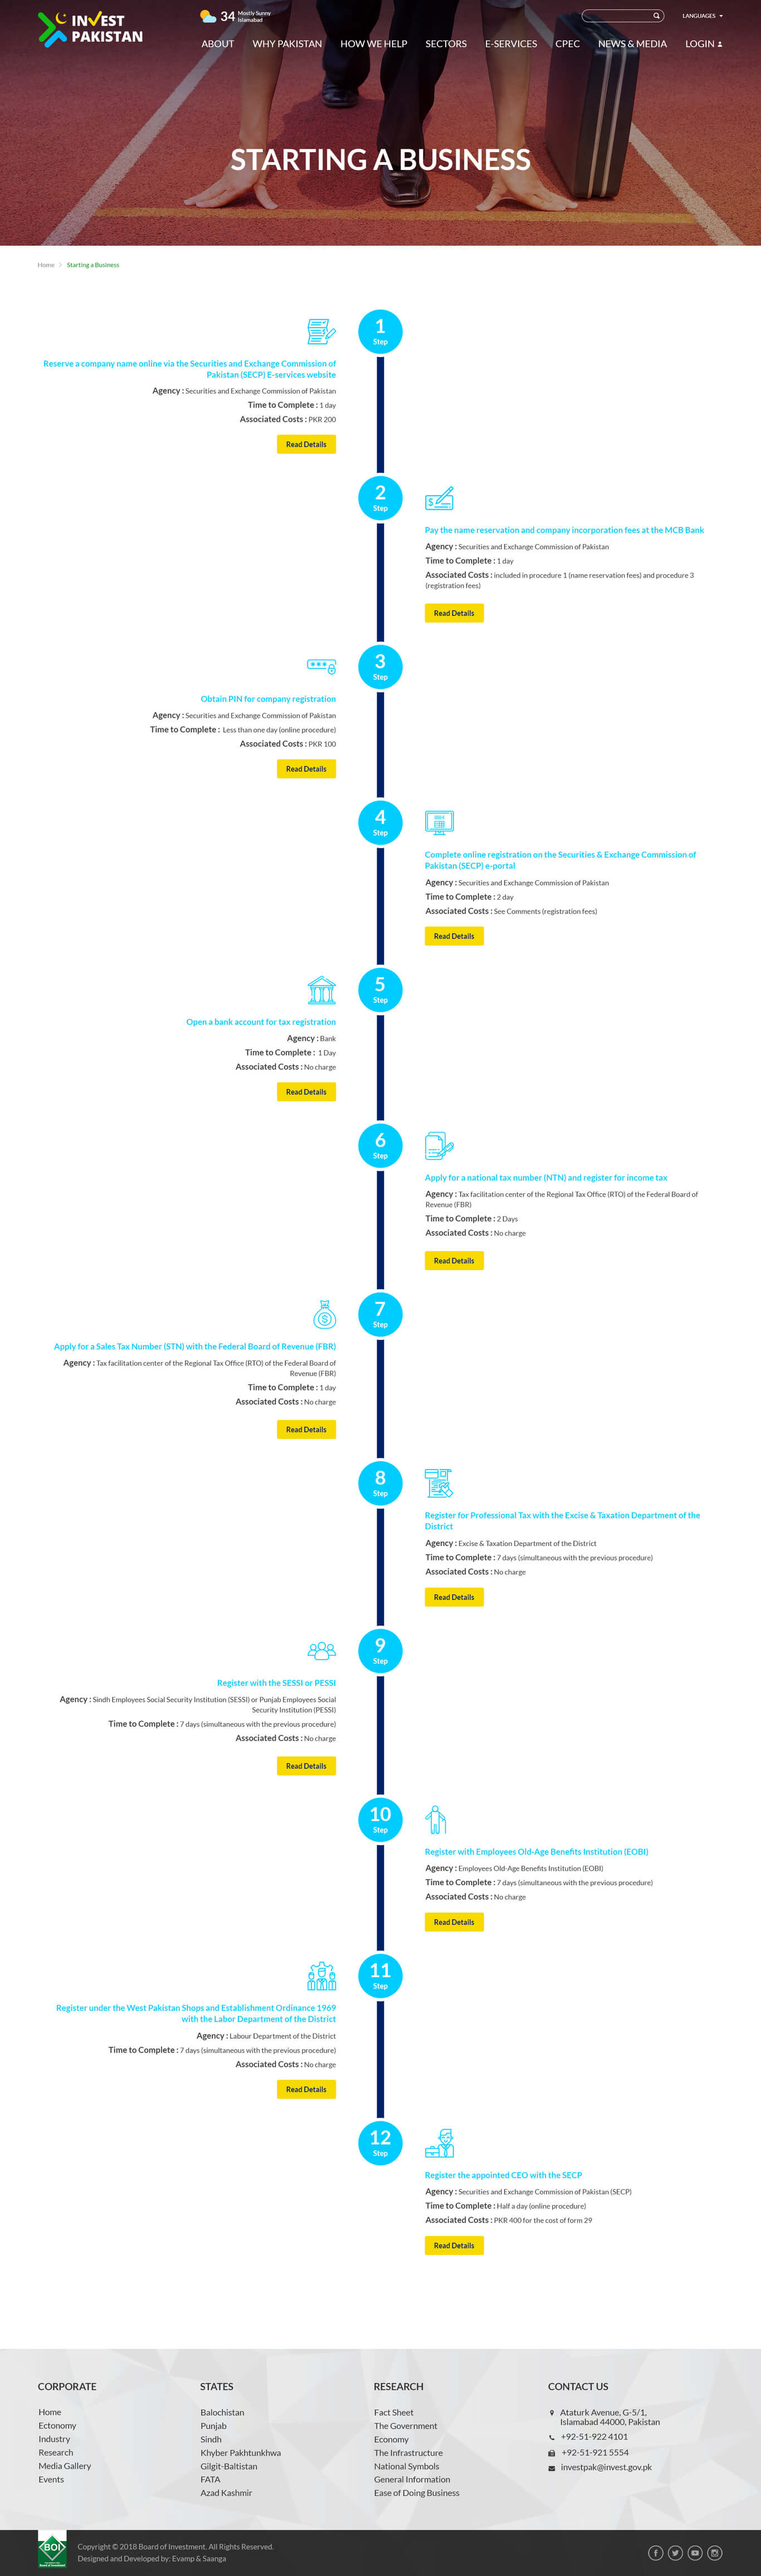 INVEST
PAKISTAN
34 Mostly Sunny
Islamabad
LANGUAGES
ABOUT WHY PAKISTAN HOW WE HELP SECTORS E-SERVICES CPEC NEWS & MEDIA LOGIN
STARTING A BUSINESS
Home > Starting a Business
1
Step
Reserve a company name online via the Securities and Exchange Commission of
Pakistan (SECP) E-services website
Agency : Securities and Exchange Commission of Pakistan
Time to Complete : 1 day
Associated Costs : PKR 200
Read Details
2
Step
Pay the name reservation and company incorporation fees at the MCB Bank
Agency : Securities and Exchange Commission of Pakistan
Time to Complete : 1 day
Associated Costs : included in procedure 1 (name reservation fees) and procedure 3
(registration fees)
Read Details
3
Step
Obtain PIN for company registration
Agency : Securities and Exchange Commission of Pakistan
Time to Complete : Less than one day (online procedure)
Associated Costs : PKR 100
Read Details
4
Step
Complete online registration on the Securities & Exchange Commission of
Pakistan (SECP) e-portal
Agency : Securities and Exchange Commission of Pakistan
Time to Complete : 2 day
Associated Costs : See Comments (registration fees)
Read Details
5
Step
Open a bank account for tax registration
Agency : Bank
Time to Complete : 1 Day
Associated Costs : No charge
Read Details
6
Step
Apply for a national tax number (NTN) and register for income tax
Agency : Tax facilitation center of the Regional Tax Office (RTO) of the Federal Board of
Revenue (FBR)
Time to Complete : 2 Days
Associated Costs : No charge
Read Details
7
Step
Apply for a Sales Tax Number (STN) with the Federal Board of Revenue (FBR)
Agency : Tax facilitation center of the Regional Tax Office (RTO) of the Federal Board of
Revenue (FBR)
Time to Complete : 1 day
Associated Costs : No charge
Read Details
8
Step
Register for Professional Tax with the Excise & Taxation Department of the
District
Agency : Excise & Taxation Department of the District
Time to Complete : 7 days (simultaneous with the previous procedure)
Associated Costs : No charge
Read Details
9
Step
Register with the SESSI or PESSI
Agency : Sindh Employees Social Security Institution (SESSI) or Punjab Employees Social
Security Institution (PESSI)
Time to Complete : 7 days (simultaneous with the previous procedure)
Associated Costs : No charge
Read Details
10
Step
Register with Employees Old-Age Benefits Institution (EOBI)
Agency : Employees Old-Age Benefits Institution (EOBI)
Time to Complete : 7 days (simultaneous with the previous procedure)
Associated Costs : No charge
Read Details
11
Step
Register under the West Pakistan Shops and Establishment Ordinance 1969
with the Labor Department of the District
Agency : Labour Department of the District
Time to Complete : 7 days (simultaneous with the previous procedure)
Associated Costs : No charge
Read Details
12
Step
Register the appointed CEO with the SECP
Agency : Securities and Exchange Commission of Pakistan (SECP)
Time to Complete : Half a day (online procedure)
Associated Costs : PKR 400 for the cost of form 29
Read Details
CORPORATE
Home
Ectonomy
Industry
Research
Media Gallery
Events
STATES
Balochistan
Punjab
Sindh
Khyber Pakhtunkhwa
Gilgit-Baltistan
FATA
Azad Kashmir
RESEARCH
Fact Sheet
The Government
Economy
The Infrastructure
National Symbols
General Information
Ease of Doing Business
CONTACT US
Ataturk Avenue, G-5/1,
Islamabad 44000, Pakistan
+92-51-922 4101
+92-51-921 5554
investpak@invest.gov.pk
BOI
Board of Investment
Copyright © 2018 Board of Investment. All Rights Reserved.
Designed and Developed by: Evamp & Saanga